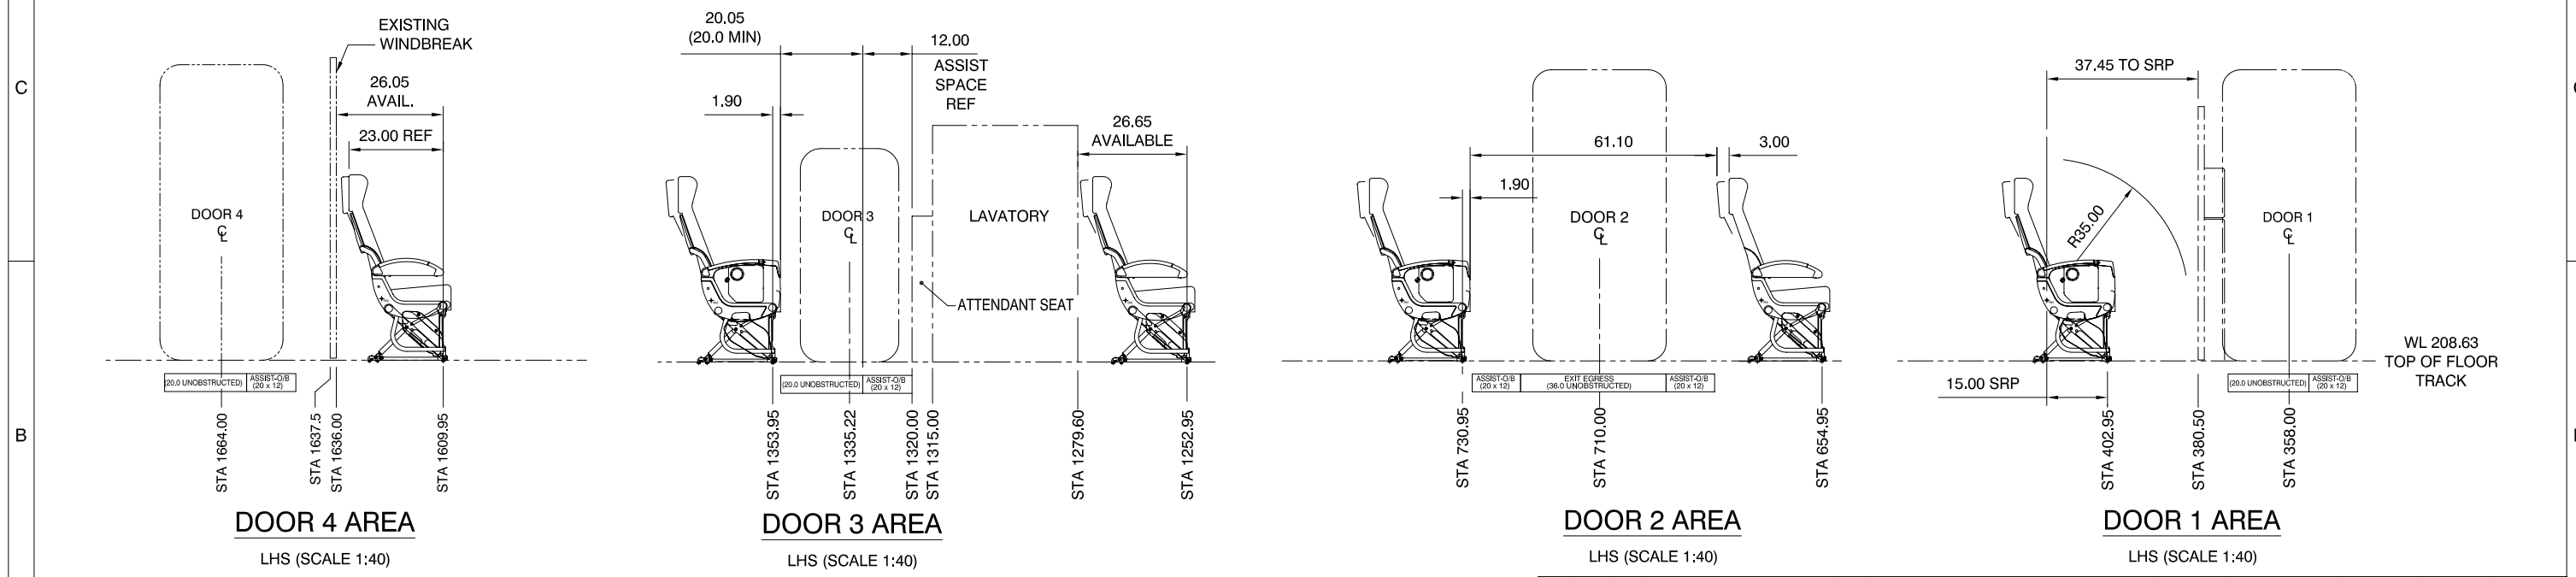 C
EXISTING
WINDBREAK
26.05
AVAIL.
23.00 REF
DOOR 4
℄
(20.0 UNOBSTRUCTED)
ASSIST-O/B
(20 x 12)
STA 1664.00
STA 1637.5
STA 1636.00
STA 1609.95
DOOR 4 AREA
LHS (SCALE 1:40)
20.05
(20.0 MIN)
12.00
ASSIST
SPACE
REF
1.90
26.65
AVAILABLE
DOOR 3
℄
LAVATORY
ATTENDANT SEAT
(20.0 UNOBSTRUCTED)
ASSIST-O/B
(20 x 12)
STA 1353.95
STA 1335.22
STA 1320.00
STA 1315.00
STA 1279.60
STA 1252.95
DOOR 3 AREA
LHS (SCALE 1:40)
61.10
3.00
1.90
DOOR 2
℄
ASSIST-O/B
(20 x 12)
EXIT EGRESS
(36.0 UNOBSTRUCTED)
ASSIST-O/B
(20 x 12)
STA 730.95
STA 710.00
STA 654.95
DOOR 2 AREA
LHS (SCALE 1:40)
37.45 TO SRP
R35.00
DOOR 1
℄
15.00 SRP
(20.0 UNOBSTRUCTED)
ASSIST-O/B
(20 x 12)
WL 208.63
TOP OF FLOOR
TRACK
STA 402.95
STA 380.50
STA 358.00
DOOR 1 AREA
LHS (SCALE 1:40)
B